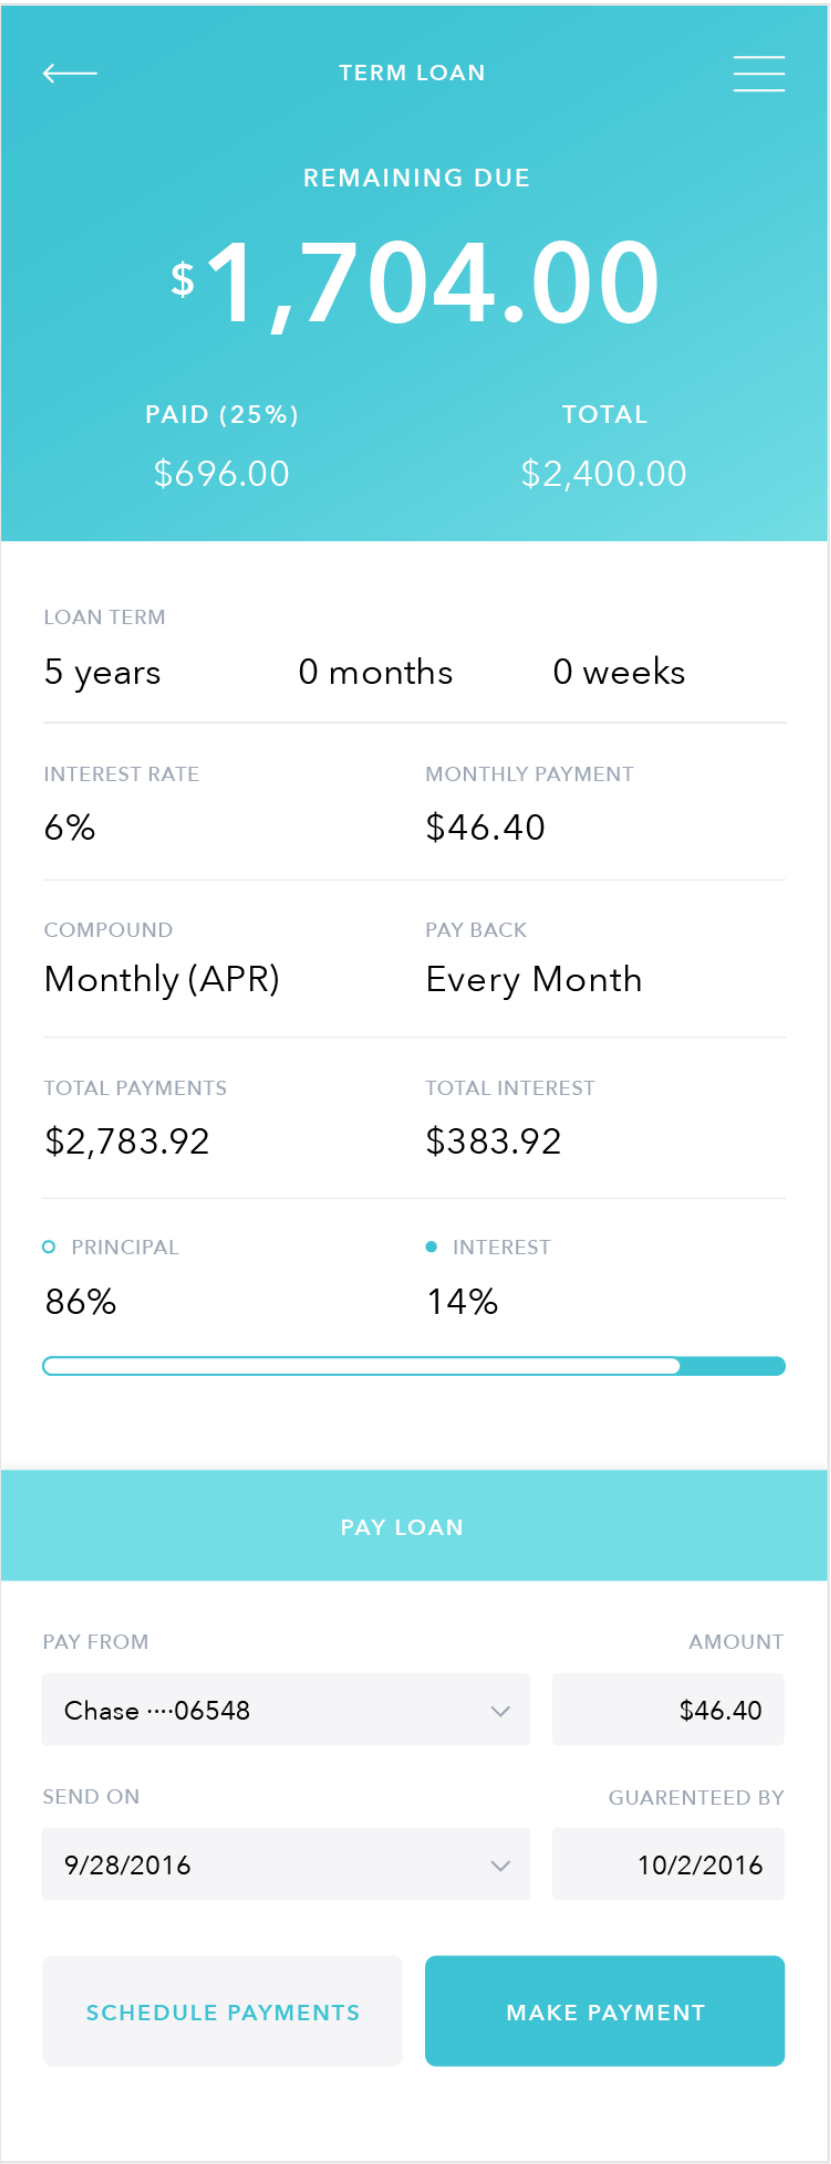 TERM LOAN
REMAINING DUE
$1,704.00
PAID (25%) TOTAL
$696.00 $2,400.00
LOAN TERM
5 years 0 months 0 weeks
INTEREST RATE MONTHLY PAYMENT
6% $46.40
COMPOUND PAY BACK
Monthly (APR) Every Month
TOTAL PAYMENTS TOTAL INTEREST
$2,783.92 $383.92
PRINCIPAL INTEREST
86% 14%
PAY LOAN
PAY FROM AMOUNT
Chase ····06548 $46.40
SEND ON GUARENTEED BY
9/28/2016 10/2/2016
SCHEDULE PAYMENTS MAKE PAYMENT